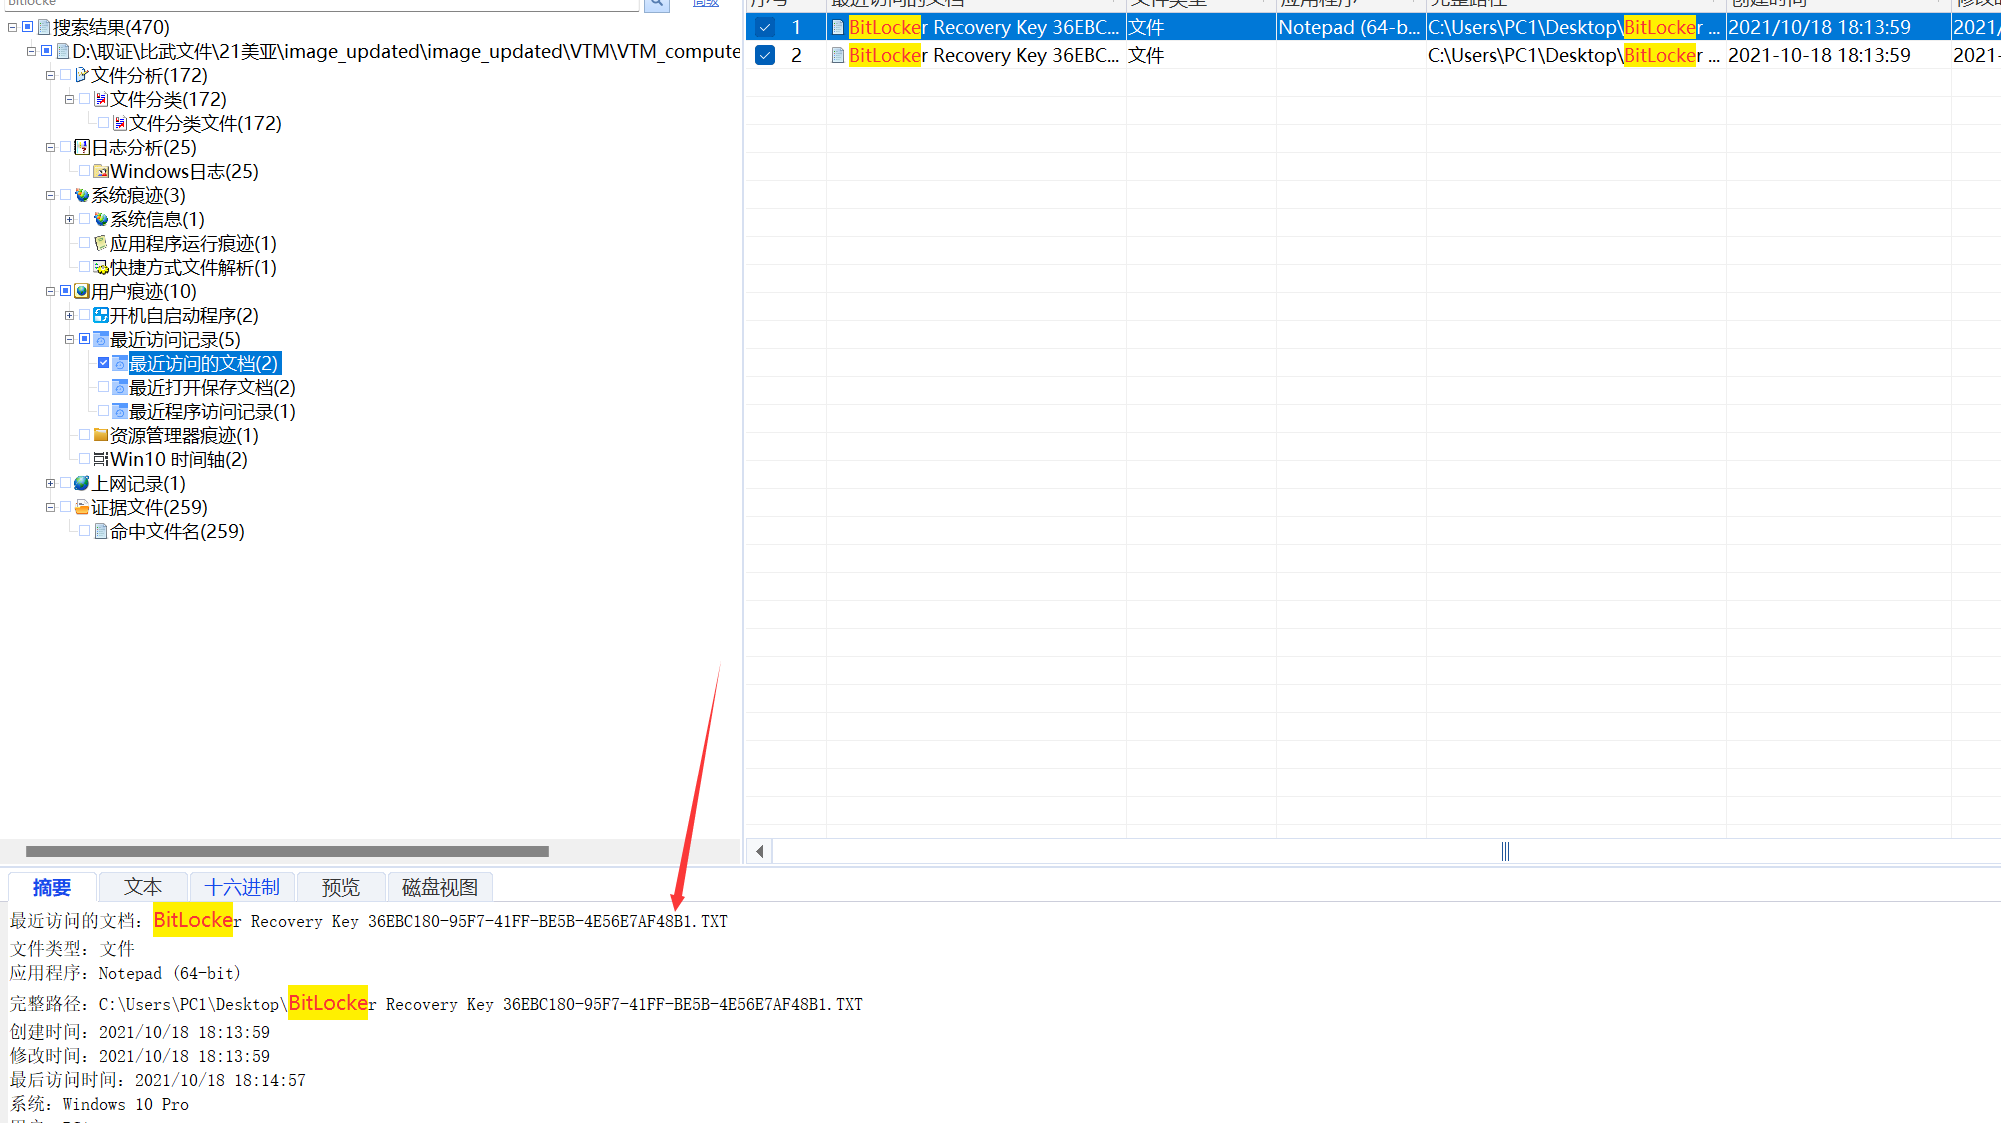 bitlocke
高级
搜索结果(470)
D:\取证\比武文件\21美亚\image_updated\image_updated\VTM\VTM_compute
文件分析(172)
文件分类(172)
文件分类文件(172)
日志分析(25)
Windows日志(25)
系统痕迹(3)
系统信息(1)
应用程序运行痕迹(1)
快捷方式文件解析(1)
用户痕迹(10)
开机自启动程序(2)
最近访问记录(5)
最近访问的文档(2)
最近打开保存文档(2)
最近程序访问记录(1)
资源管理器痕迹(1)
Win10 时间轴(2)
上网记录(1)
证据文件(259)
命中文件名(259)
序号 最近访问的文档 文件类型 应用程序 完整路径 创建时间 修改时
1 BitLocker Recovery Key 36EBC... 文件 Notepad (64-b... C:\Users\PC1\Desktop\BitLocker ... 2021/10/18 18:13:59 2021/
2 BitLocker Recovery Key 36EBC... 文件 C:\Users\PC1\Desktop\BitLocker ... 2021-10-18 18:13:59 2021-
摘要 文本 十六进制 预览 磁盘视图
最近访问的文档: BitLocker Recovery Key 36EBC180-95F7-41FF-BE5B-4E56E7AF48B1.TXT
文件类型: 文件
应用程序: Notepad (64-bit)
完整路径: C:\Users\PC1\Desktop\BitLocker Recovery Key 36EBC180-95F7-41FF-BE5B-4E56E7AF48B1.TXT
创建时间: 2021/10/18 18:13:59
修改时间: 2021/10/18 18:13:59
最后访问时间: 2021/10/18 18:14:57
系统: Windows 10 Pro